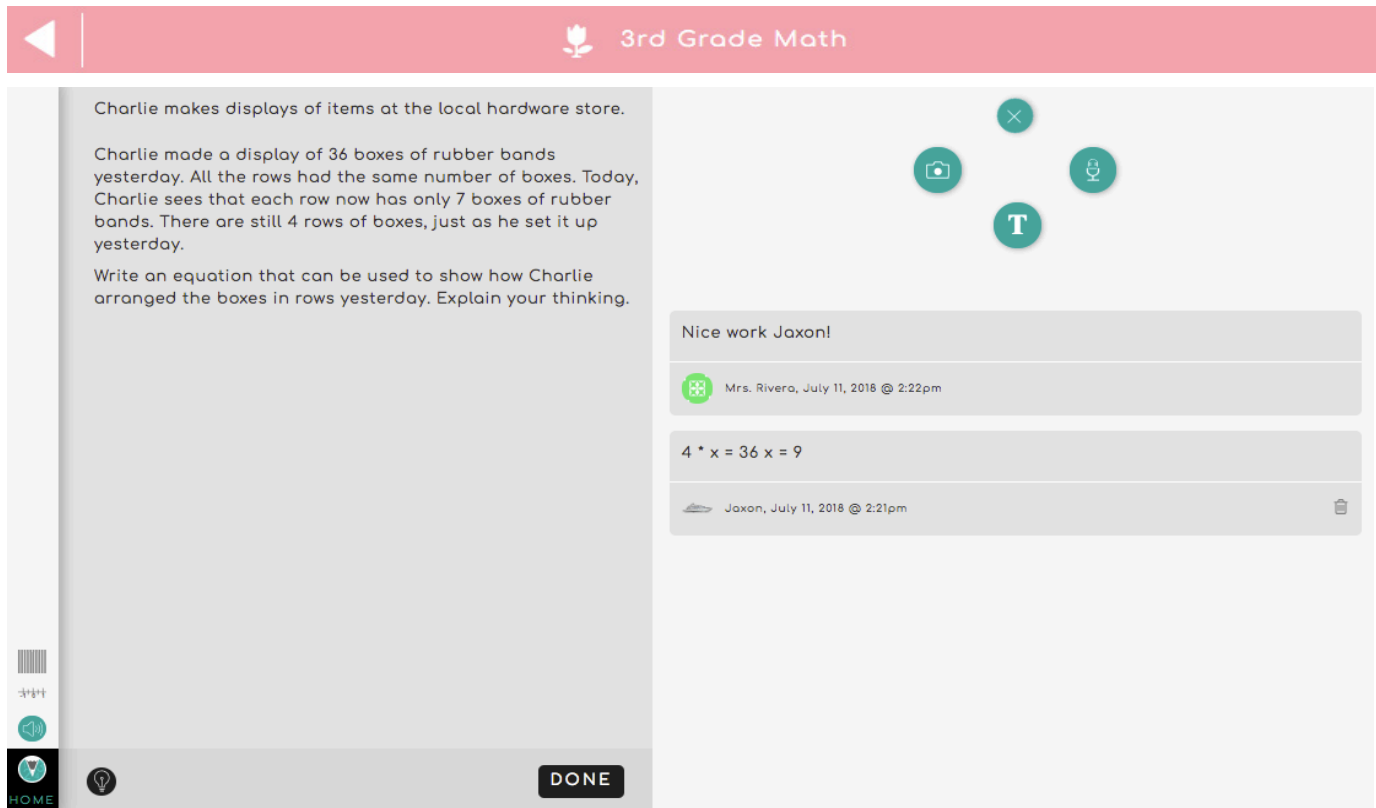 3rd Grade Math
Charlie makes displays of items at the local hardware store.
Charlie made a display of 36 boxes of rubber bands
yesterday. All the rows had the same number of boxes. Today,
Charlie sees that each row now has only 7 boxes of rubber
bands. There are still 4 rows of boxes, just as he set it up
yesterday.
Write an equation that can be used to show how Charlie
arranged the boxes in rows yesterday. Explain your thinking.
HOME
DONE
T
Nice work Jaxon!
Mrs. Rivera, July 11, 2018 @ 2:22pm
4 * x = 36 x = 9
Jaxon, July 11, 2018 @ 2:21pm